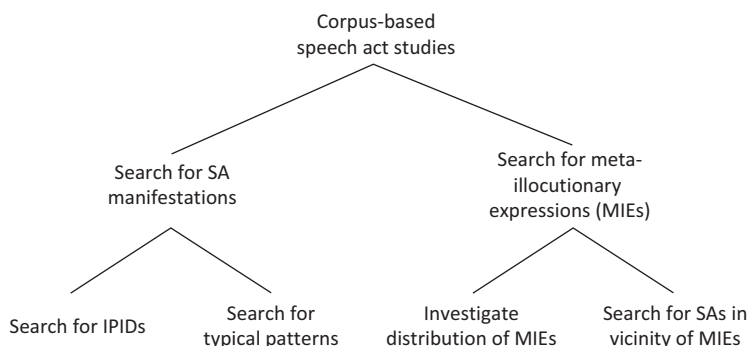 Corpus-based
speech act studies
Search for SA
manifestations
Search for meta-
illocutionary
expressions (MIEs)
Search for IPIDs
Search for
typical patterns
Investigate
distribution of MIEs
Search for SAs in
vicinity of MIEs